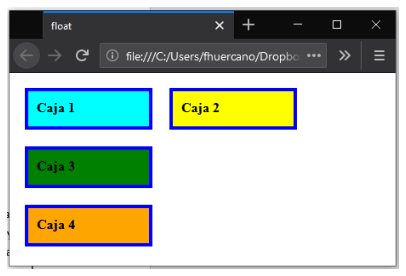 float
file:///C:/Users/fhuercano/Dropbo
Caja 1
Caja 2
Caja 3
Caja 4